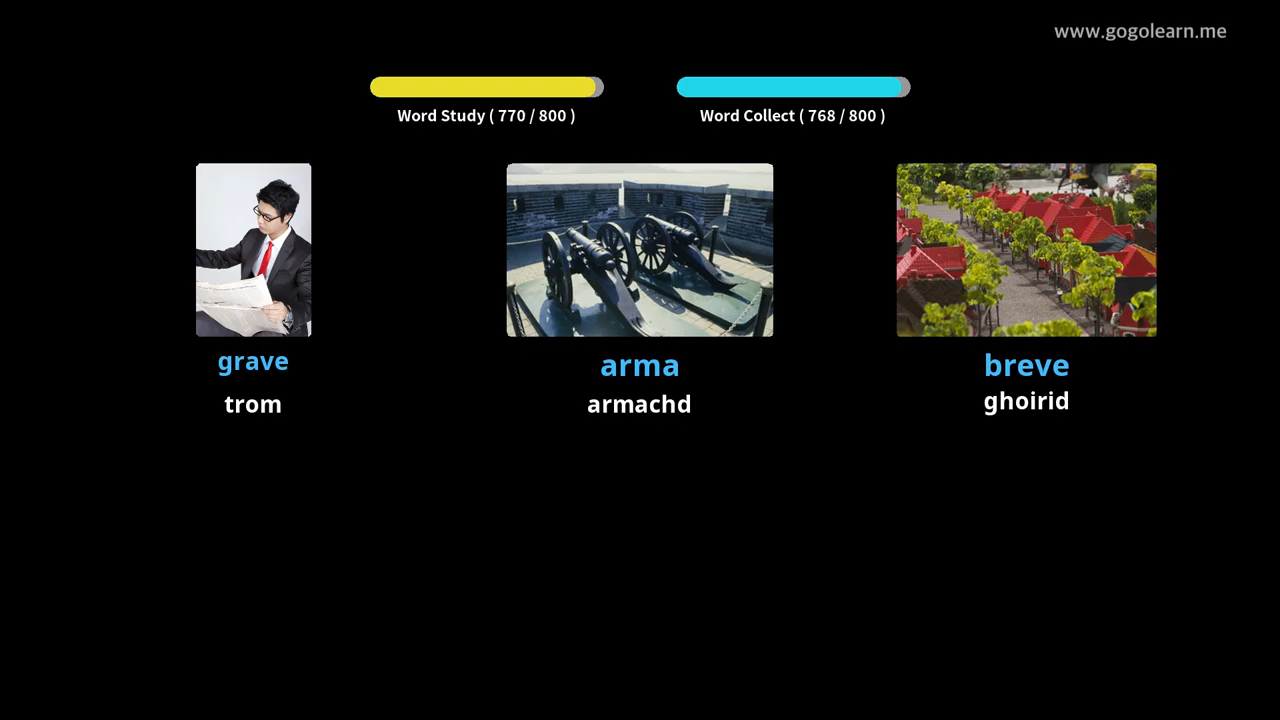 www.gogolearn.me
Word Study ( 770 / 800 )
Word Collect ( 768 / 800 )
grave
arma
breve
trom
armachd
ghoirid